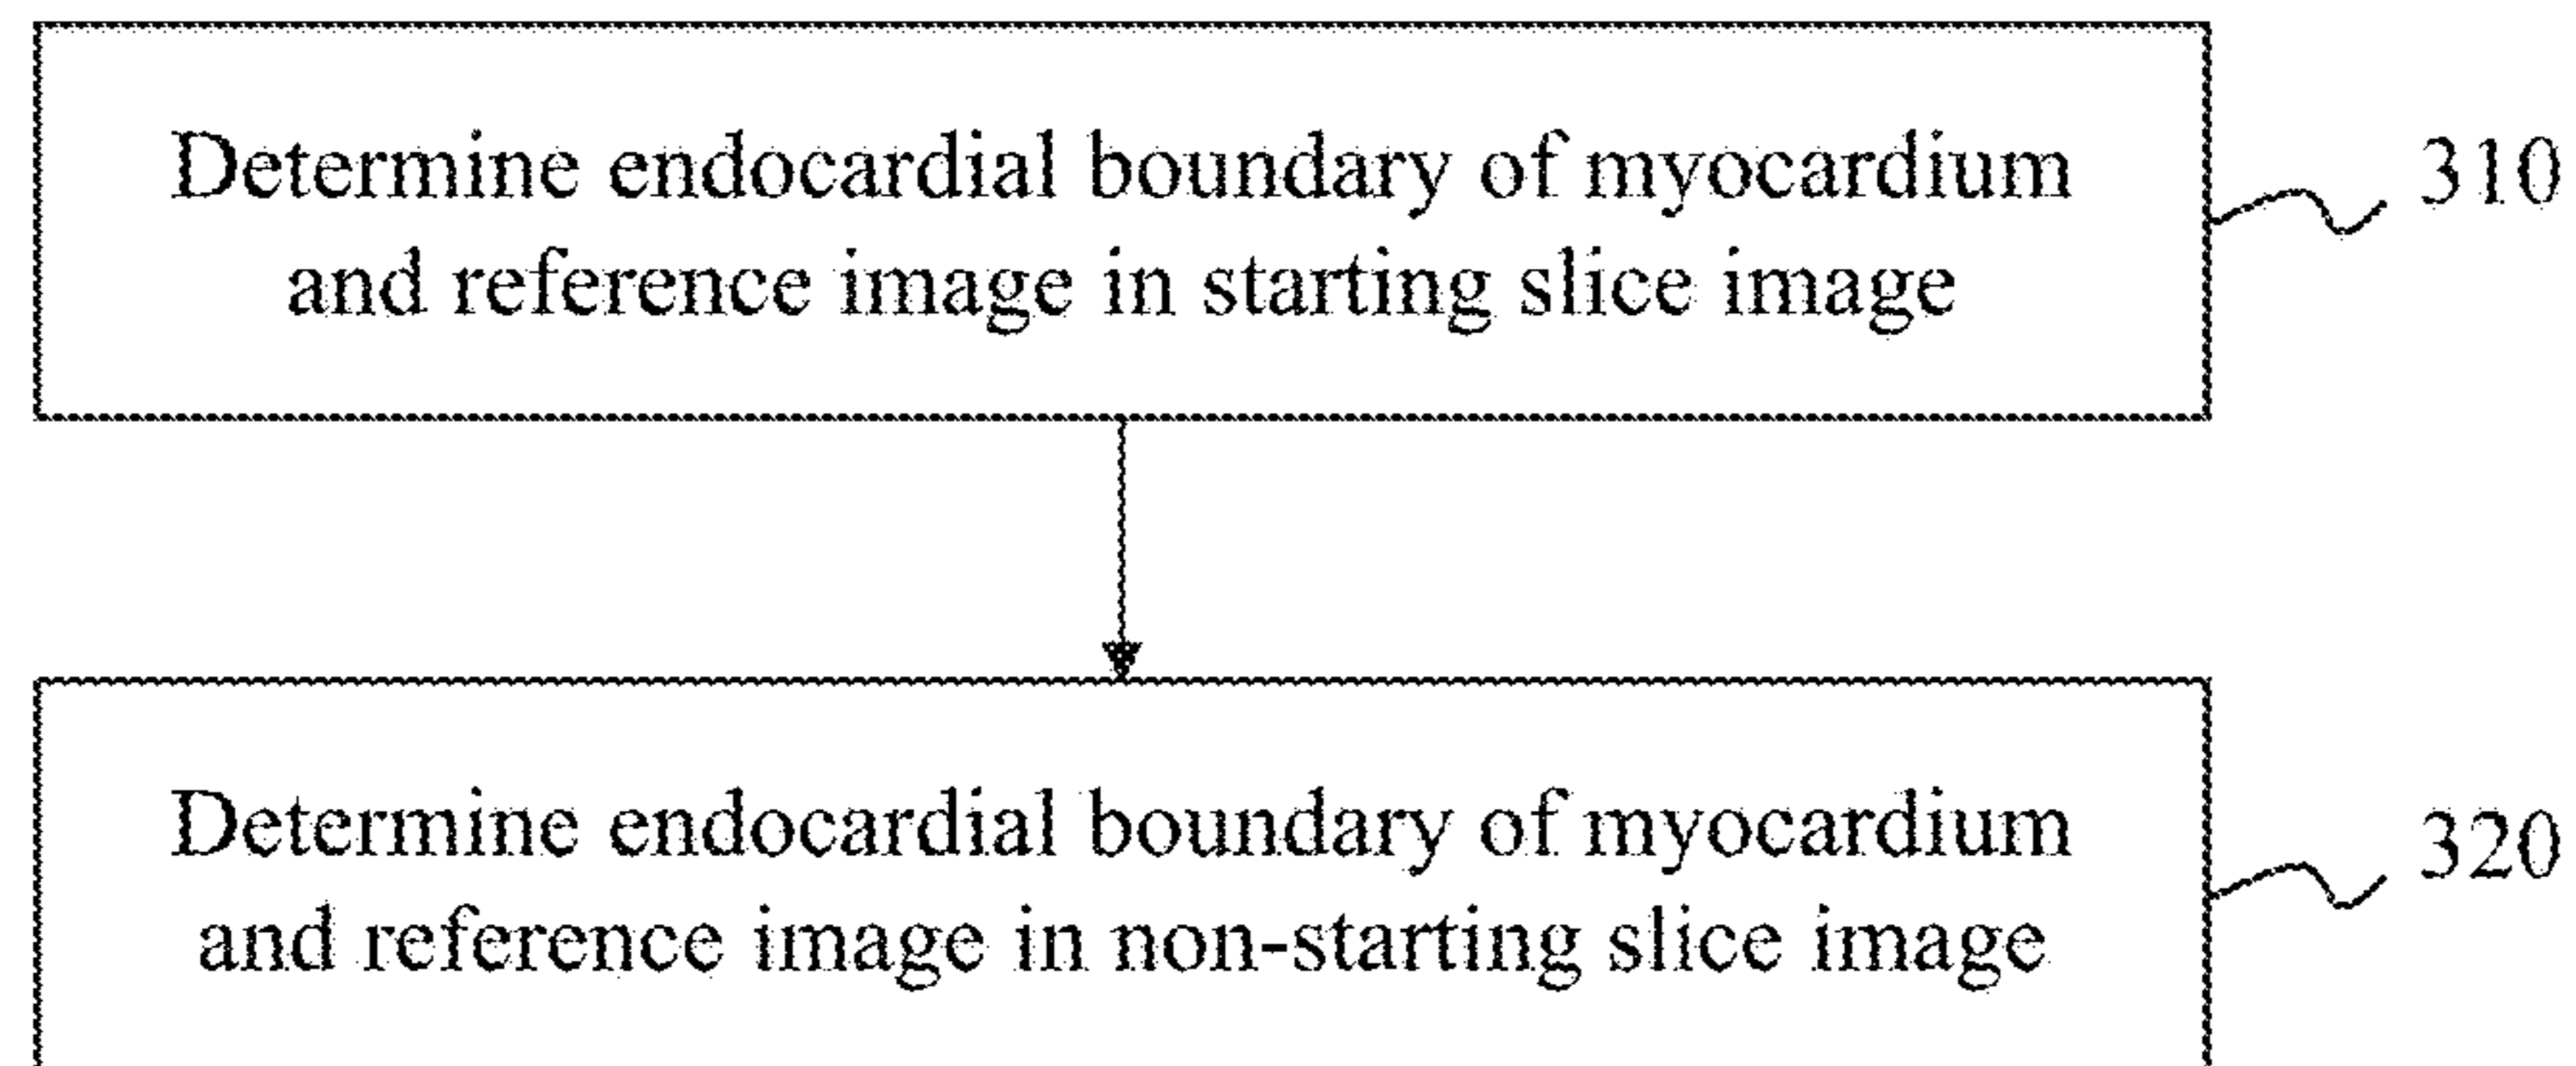 Determine endocardial boundary of myocardium
and reference image in starting slice image
310
Determine endocardial boundary of myocardium
and reference image in non-starting slice image
320